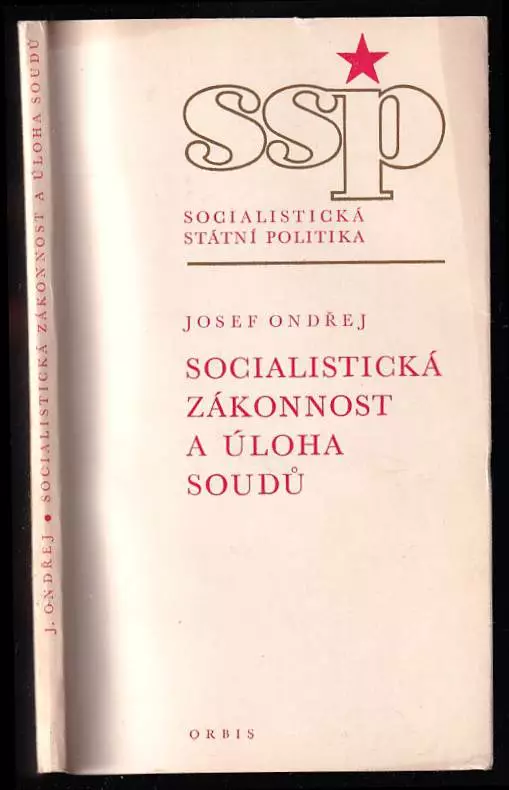 J. ONDŘEJ • SOCIALISTICKÁ ZÁKONNOST A ÚLOHA SOUDŮ
ssp
SOCIALISTICKÁ
STÁTNÍ POLITIKA
JOSEF ONDŘEJ
SOCIALISTICKÁ
ZÁKONNOST
A ÚLOHA
SOUDŮ
ORBIS